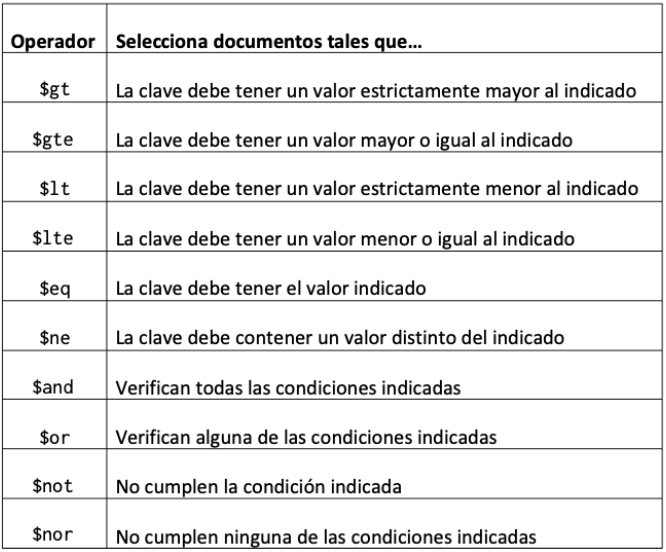 Operador Selecciona documentos tales que...
$gt La clave debe tener un valor estrictamente mayor al indicado
$gte La clave debe tener un valor mayor o igual al indicado
$lt La clave debe tener un valor estrictamente menor al indicado
$lte La clave debe tener un valor menor o igual al indicado
$eq La clave debe tener el valor indicado
$ne La clave debe contener un valor distinto del indicado
$and Verifican todas las condiciones indicadas
$or Verifican alguna de las condiciones indicadas
$not No cumplen la condición indicada
$nor No cumplen ninguna de las condiciones indicadas